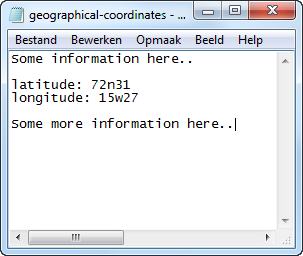 geographical-coordinates - ...
Bestand Bewerken Opmaak Beeld Help
Some information here..
latitude: 72n31
longitude: 15w27
Some more information here..